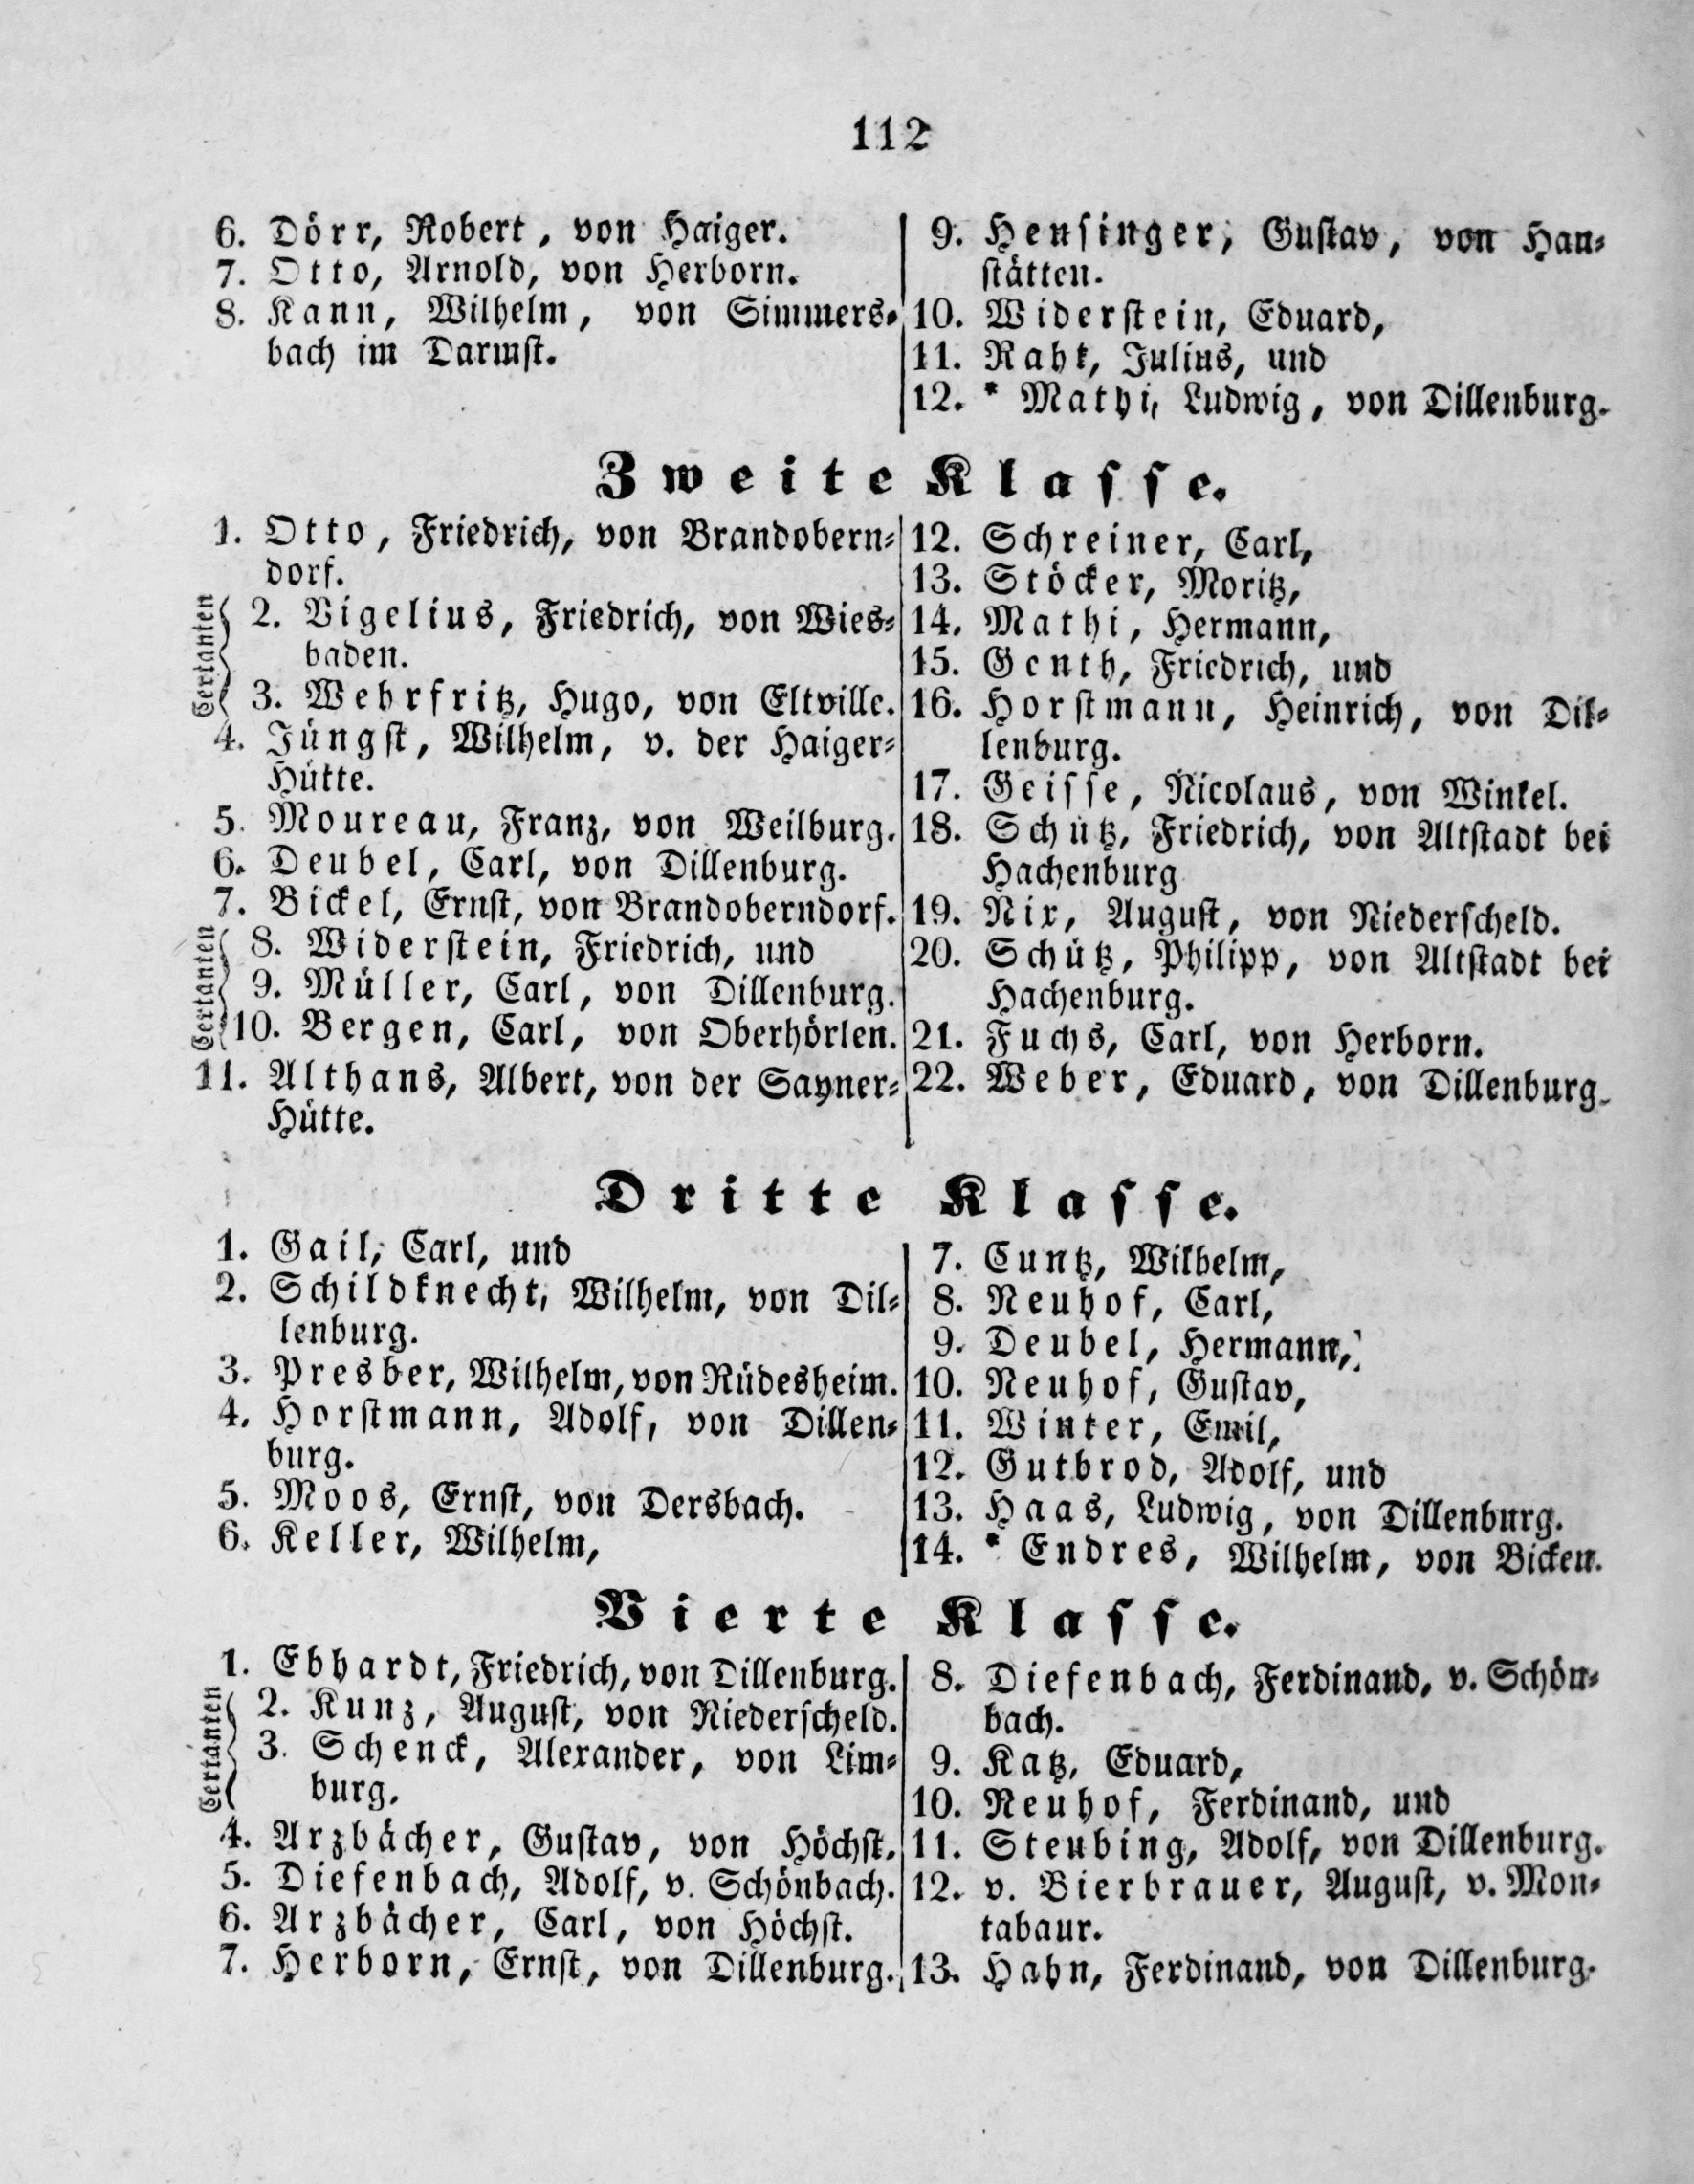 112
6. Dörr, Robert, von Haiger.
7. Otto, Arnold, von Herborn.
8. Kann, Wilhelm, von Simmers-
bach im Darmst.
9. Hensinger, Gustav, von Han-
stätten.
10. Widerstein, Eduard,
11. Raht, Julius, und
12. * Mathi, Ludwig, von Dillenburg.
Zweite Klasse.
1. Otto, Friedrich, von Brandobern-
dorf.
Certanten
2. Vigelius, Friedrich, von Wies-
baden.
3. Wehrfritz, Hugo, von Eltville.
4. Jüngst, Wilhelm, v. der Haiger-
Hütte.
5. Moureau, Franz, von Weilburg.
6. Deubel, Carl, von Dillenburg.
7. Bickel, Ernst, von Brandoberndorf.
Certanten
8. Widerstein, Friedrich, und
9. Müller, Carl, von Dillenburg.
10. Bergen, Carl, von Oberhörlen.
11. Althans, Albert, von der Sayner-
Hütte.
12. Schreiner, Carl,
13. Stöcker, Moritz,
14. Mathi, Hermann,
15. Genth, Friedrich, und
16. Horstmann, Heinrich, von Dil-
lenburg.
17. Geisse, Nicolaus, von Winkel.
18. Schütz, Friedrich, von Altstadt bei
Hachenburg
19. Nix, August, von Niederscheld.
20. Schütz, Philipp, von Altstadt bei
Hachenburg.
21. Fuchs, Carl, von Herborn.
22. Weber, Eduard, von Dillenburg.
Dritte Klasse.
1. Gail, Carl, und
2. Schildknecht, Wilhelm, von Dil-
lenburg.
3. Presber, Wilhelm, von Rüdesheim.
4. Horstmann, Adolf, von Dillen-
burg.
5. Moos, Ernst, von Dersbach.
6. Keller, Wilhelm,
7. Cuntz, Wilhelm,
8. Neuhof, Carl,
9. Deubel, Hermann,
10. Neuhof, Gustav,
11. Winter, Emil,
12. Gutbrod, Adolf, und
13. Haas, Ludwig, von Dillenburg.
14. * Endres, Wilhelm, von Bicken.
Vierte Klasse.
1. Ebhardt, Friedrich, von Dillenburg.
Certanten
2. Kunz, August, von Niederscheld.
3. Schenck, Alexander, von Lim-
burg.
4. Arzbächer, Gustav, von Höchst.
5. Diefenbach, Adolf, v. Schönbach.
6. Arzbächer, Carl, von Höchst.
7. Herborn, Ernst, von Dillenburg.
8. Diefenbach, Ferdinand, v. Schön-
bach.
9. Katz, Eduard,
10. Neuhof, Ferdinand, und
11. Steubing, Adolf, von Dillenburg.
12. v. Bierbrauer, August, v. Mon-
tabaur.
13. Hahn, Ferdinand, von Dillenburg.